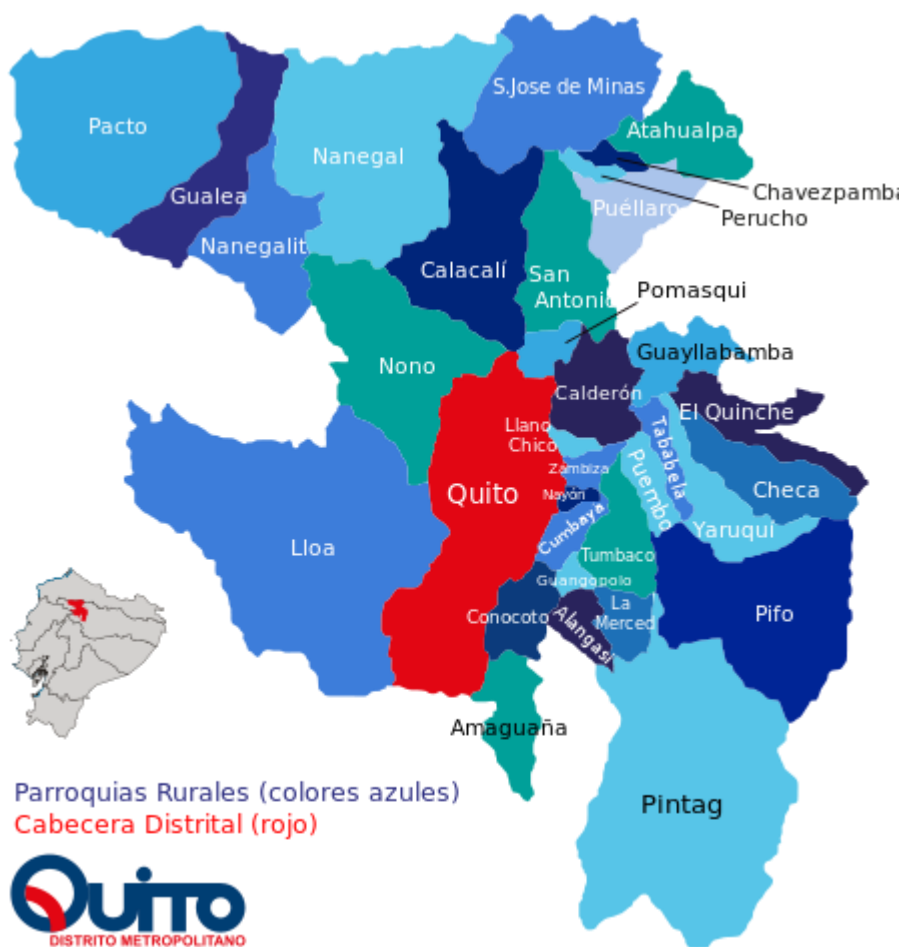 S.Jose de Minas
Pacto
Atahualpa
Nanegal
Gualea
Chavezpamba
Puéllaro
Perucho
Nanegalit
Calacalí
San
Antonio
Pomasqui
Guayllabamba
Nono
Calderón
El Quinche
Llano
Chico
Tababela
Puembo
Zambiza
Checa
Quito
Nayón
Cumbaya
Yaruquí
Lloa
Tumbaco
Guangopolo
La
Merced
Conocoto
Alangasi
Pifo
Amaguaña
Pintag
Parroquias Rurales (colores azules)
Cabecera Distrital (rojo)
QUITO
DISTRITO METROPOLITANO